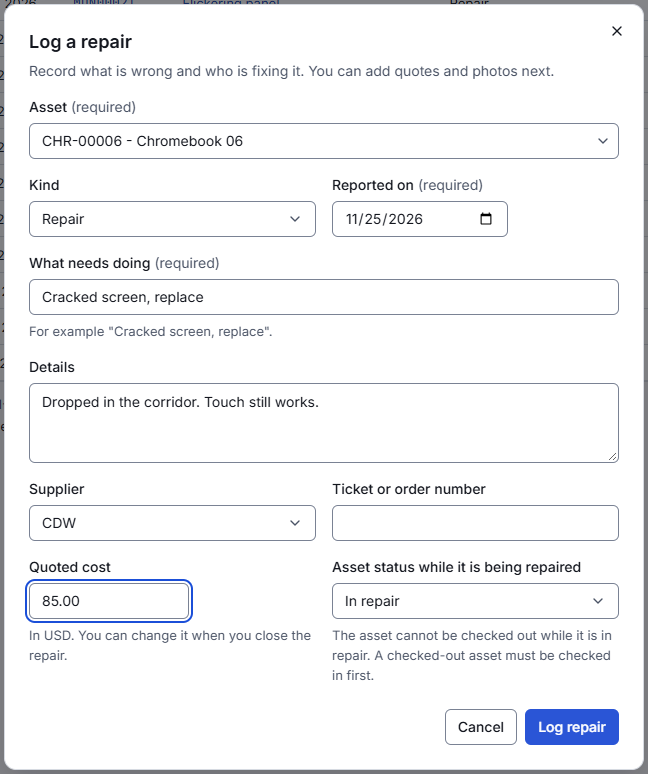 Log a repair
Record what is wrong and who is fixing it. You can add quotes and photos next.
Asset (required)
CHR-00006 - Chromebook 06
Kind
Reported on (required)
Repair
11/25/2026
What needs doing (required)
Cracked screen, replace
For example "Cracked screen, replace".
Details
Dropped in the corridor. Touch still works.
Supplier
Ticket or order number
CDW
Quoted cost
Asset status while it is being repaired
85.00
In repair
In USD. You can change it when you close the
repair.
The asset cannot be checked out while it is in
repair. A checked-out asset must be checked
in first.
Cancel
Log repair